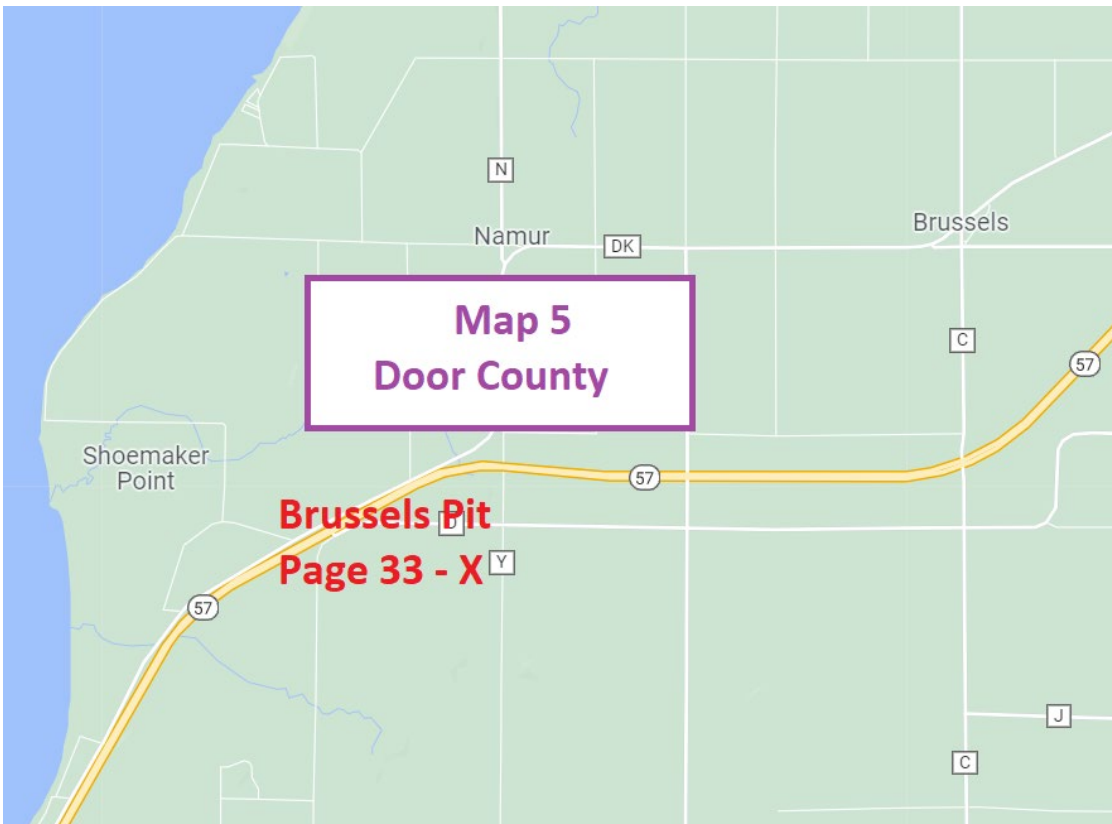 N
Namur
DK
Brussels
Map 5
Door County
C
57
Shoemaker
Point
57
Brussels Pit
D
Page 33 - X
Y
57
J
C